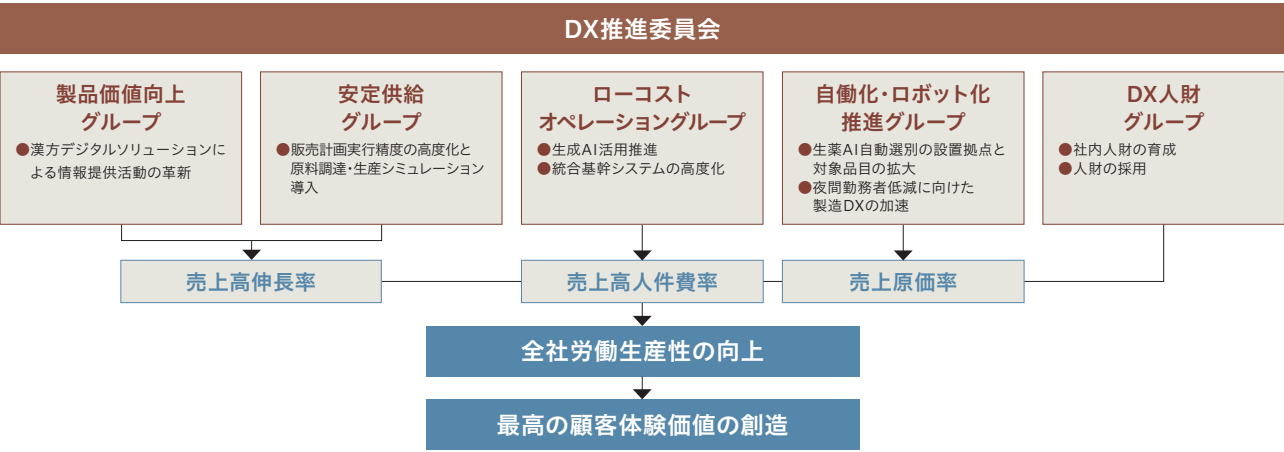 DX推進委員会
製品価値向上
グループ
●漢方デジタルソリューションに
よる情報提供活動の革新
安定供給
グループ
●販売計画実行精度の高度化と
原料調達・生産シミュレーション
導入
ローコスト
オペレーショングループ
●生成AI活用推進
●統合基幹システムの高度化
自働化・ロボット化
推進グループ
●生薬AI自動選別の設置拠点と
対象品目の拡大
●夜間勤務者低減に向けた
製造DXの加速
DX人財
グループ
●社内人財の育成
●人財の採用
売上高伸長率
売上高人件費率
売上原価率
全社労働生産性の向上
最高の顧客体験価値の創造